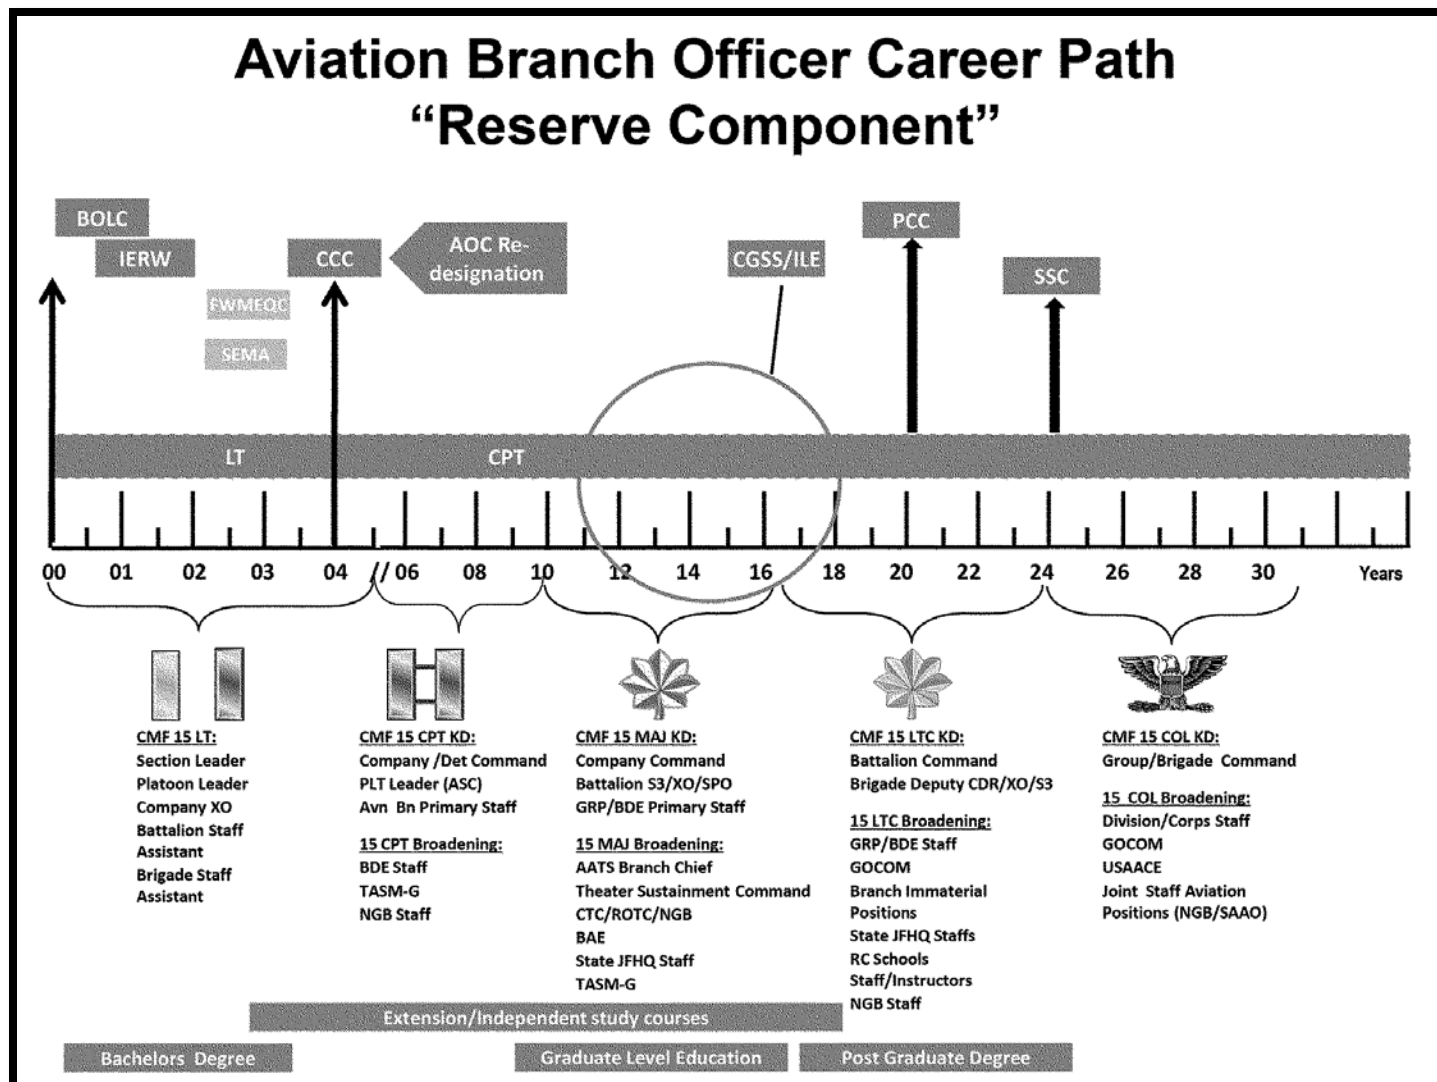 Aviation Branch Officer Career Path
“Reserve Component”
BOLC
IERW
CCC
AOC Re-
designation
FWMEQC
SEMA
CGSS/ILE
PCC
SSC
LT
CPT
00 01 02 03 04 // 06 08 10 12 14 16 18 20 22 24 26 28 30 Years
CMF 15 LT:
Section Leader
Platoon Leader
Company XO
Battalion Staff
Assistant
Brigade Staff
Assistant
CMF 15 CPT KD:
Company /Det Command
PLT Leader (ASC)
Avn Bn Primary Staff
15 CPT Broadening:
BDE Staff
TASM-G
NGB Staff
CMF 15 MAJ KD:
Company Command
Battalion S3/XO/SPO
GRP/BDE Primary Staff
15 MAJ Broadening:
AATS Branch Chief
Theater Sustainment Command
CTC/ROTC/NGB
BAE
State JFHQ Staff
TASM-G
CMF 15 LTC KD:
Battalion Command
Brigade Deputy CDR/XO/S3
15 LTC Broadening:
GRP/BDE Staff
GOCOM
Branch Immaterial
Positions
State JFHQ Staffs
RC Schools
Staff/Instructors
NGB Staff
CMF 15 COL KD:
Group/Brigade Command
15 COL Broadening:
Division/Corps Staff
GOCOM
USAACE
Joint Staff Aviation
Positions (NGB/SAAO)
Extension/Independent study courses
Bachelors Degree
Graduate Level Education
Post Graduate Degree